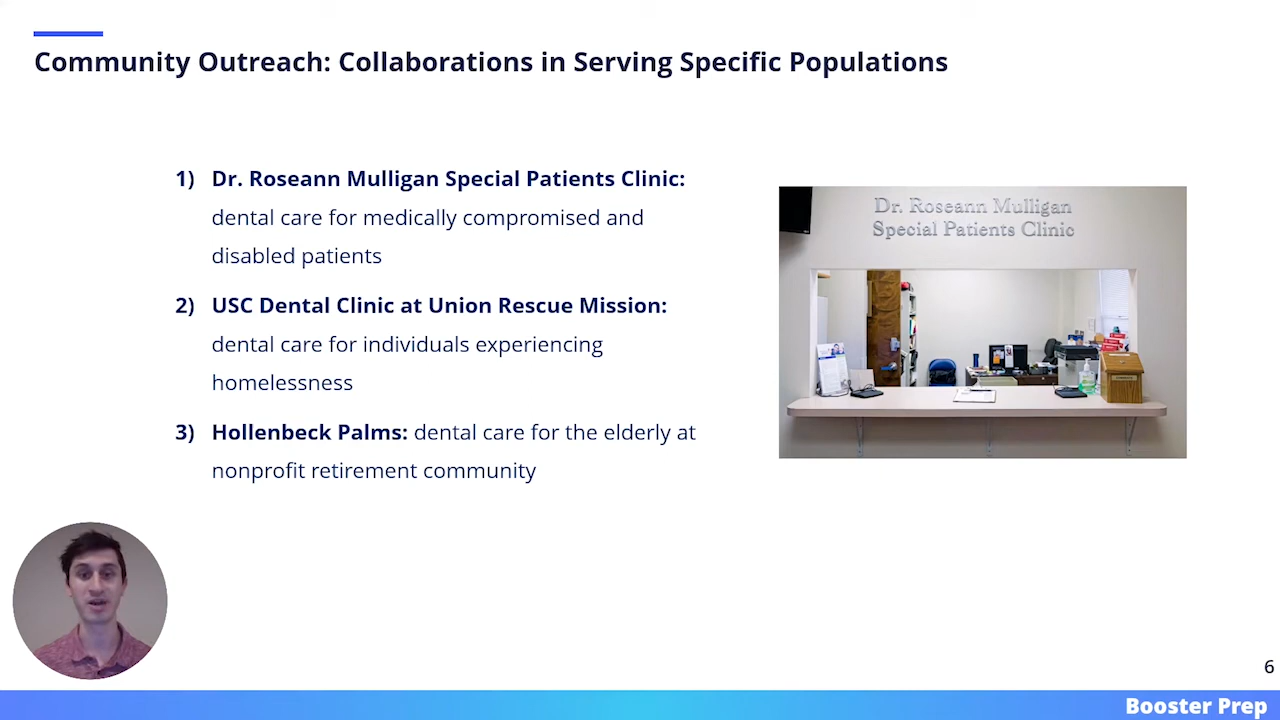 Community Outreach: Collaborations in Serving Specific Populations
1) Dr. Roseann Mulligan Special Patients Clinic:
dental care for medically compromised and
disabled patients
2) USC Dental Clinic at Union Rescue Mission:
dental care for individuals experiencing
homelessness
3) Hollenbeck Palms: dental care for the elderly at
nonprofit retirement community
Dr. Roseann Mulligan
Special Patients Clinic
6
Booster Prep